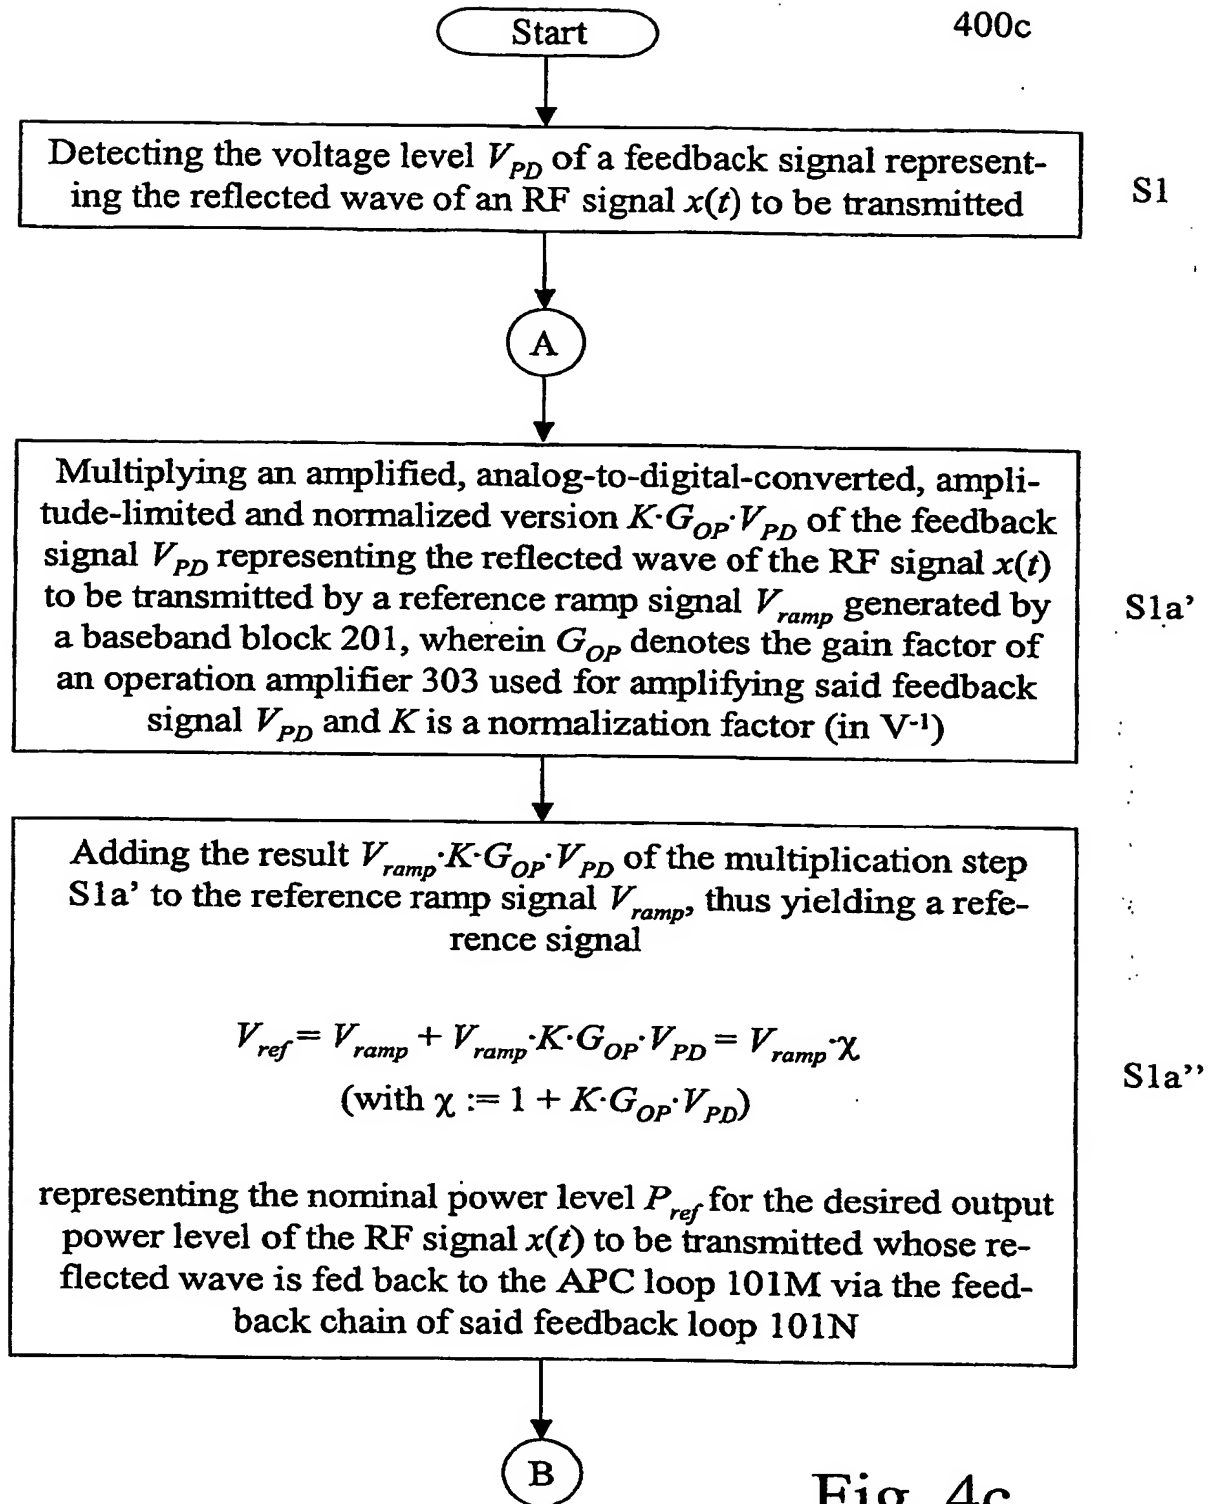 Start
400c
Detecting the voltage level V_PD of a feedback signal represent-
ing the reflected wave of an RF signal x(t) to be transmitted
S1
A
Multiplying an amplified, analog-to-digital-converted, ampli-
tude-limited and normalized version K·G_OP·V_PD of the feedback
signal V_PD representing the reflected wave of the RF signal x(t)
to be transmitted by a reference ramp signal V_ramp generated by
a baseband block 201, wherein G_OP denotes the gain factor of
an operation amplifier 303 used for amplifying said feedback
signal V_PD and K is a normalization factor (in V⁻¹)
S1a’
Adding the result V_ramp·K·G_OP·V_PD of the multiplication step
S1a’ to the reference ramp signal V_ramp, thus yielding a refe-
rence signal
V_ref = V_ramp + V_ramp·K·G_OP·V_PD = V_ramp·χ
(with χ := 1 + K·G_OP·V_PD)
S1a’’
representing the nominal power level P_ref for the desired output
power level of the RF signal x(t) to be transmitted whose re-
flected wave is fed back to the APC loop 101M via the feed-
back chain of said feedback loop 101N
B
Fig. 4c